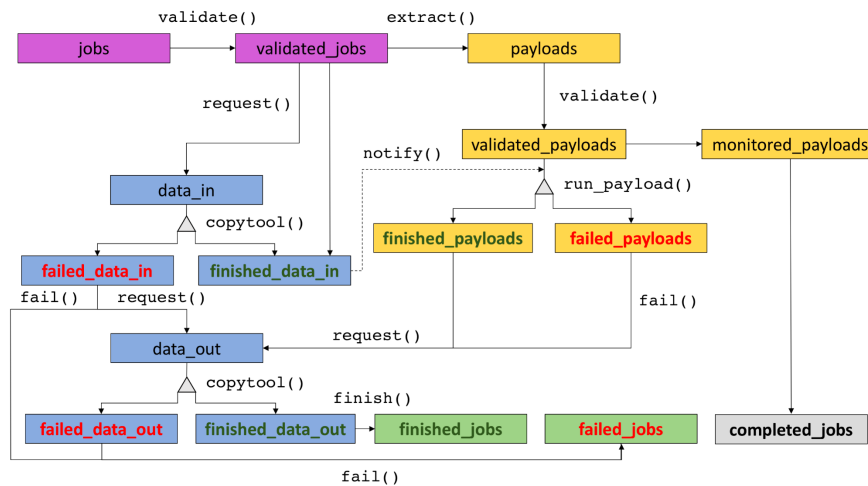 validate()
extract()
jobs
validated_jobs
payloads
request()
validate()
notify()
validated_payloads
monitored_payloads
data_in
run_payload()
copytool()
finished_payloads
failed_payloads
failed_data_in
finished_data_in
fail()
request()
fail()
request()
data_out
copytool()
finish()
failed_data_out
finished_data_out
finished_jobs
failed_jobs
completed_jobs
fail()